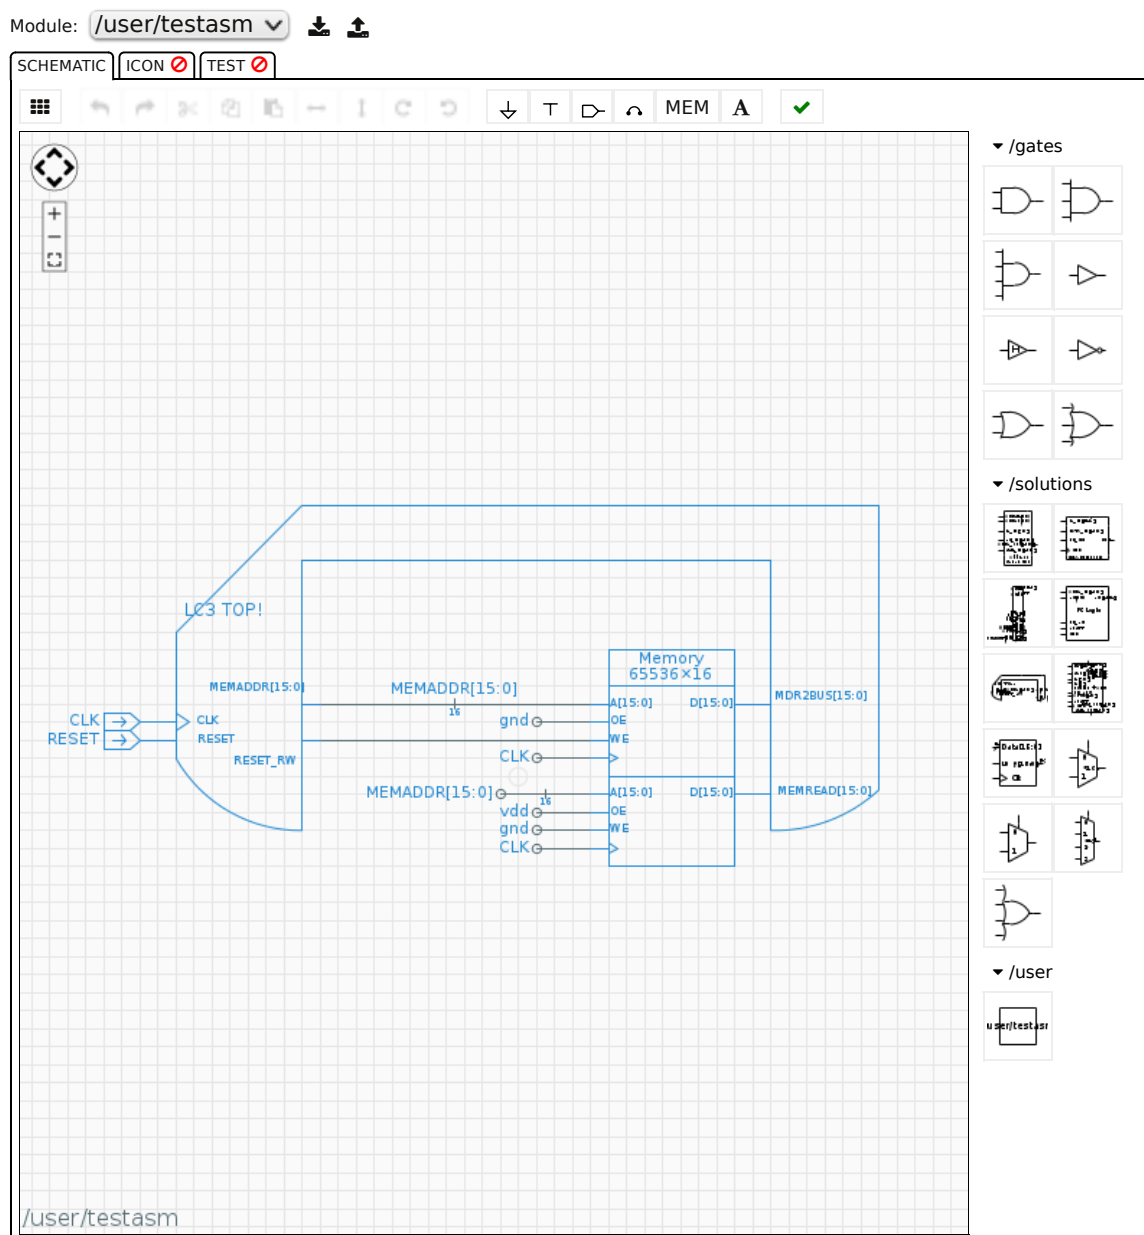 Module: /user/testasm
SCHEMATIC ICON TEST
MEM A
/gates
H
/solutions
LC3 TOP!
Memory
65536×16
MEMADDR[15:0] MEMADDR[15:0] A[15:0] D[15:0] MDR2BUS[15:0]
16
CLK CLK gnd OE
RESET RESET WE
RESET_RW CLK
MEMADDR[15:0] A[15:0] D[15:0] MEMREAD[15:0]
16
vdd OE
gnd WE
CLK
/user
user/testasm
/user/testasm